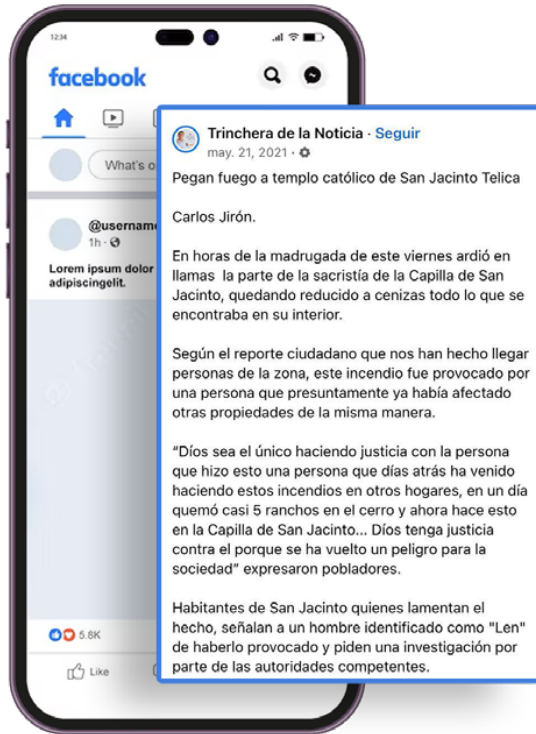 12:34
facebook
What's o
@username
1h ·
Lorem ipsum dolor
adipiscingelit.
5.8K
Like
Trinchera de la Noticia · Seguir
may. 21, 2021 ·
Pegan fuego a templo católico de San Jacinto Telica
Carlos Jirón.
En horas de la madrugada de este viernes ardió en
llamas  la parte de la sacristía de la Capilla de San
Jacinto, quedando reducido a cenizas todo lo que se
encontraba en su interior.
Según el reporte ciudadano que nos han hecho llegar
personas de la zona, este incendio fue provocado por
una persona que presuntamente ya había afectado
otras propiedades de la misma manera.
“Díos sea el único haciendo justicia con la persona
que hizo esto una persona que días atrás ha venido
haciendo estos incendios en otros hogares, en un día
quemó casi 5 ranchos en el cerro y ahora hace esto
en la Capilla de San Jacinto... Díos tenga justicia
contra el porque se ha vuelto un peligro para la
sociedad” expresaron pobladores.
Habitantes de San Jacinto quienes lamentan el
hecho, señalan a un hombre identificado como "Len"
de haberlo provocado y piden una investigación por
parte de las autoridades competentes.